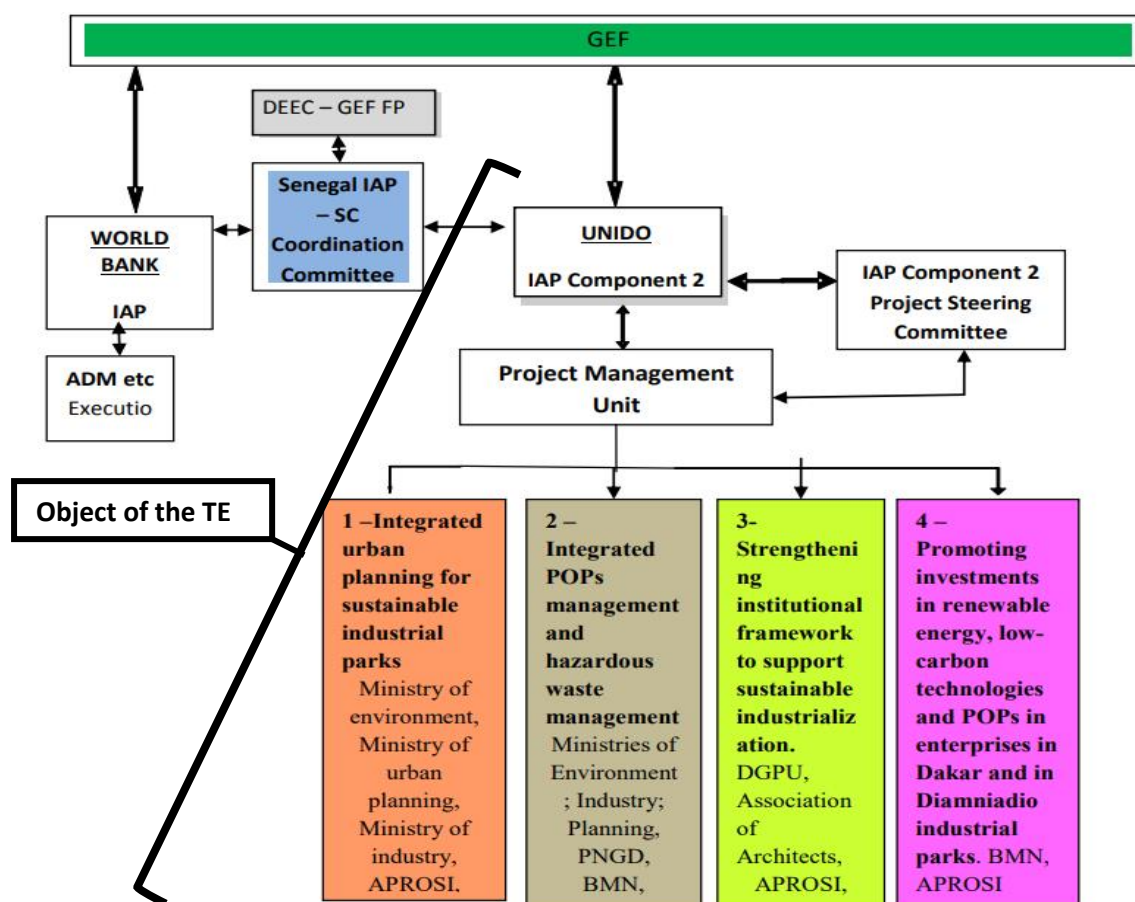 GEF
DEEC – GEF FP
Senegal IAP
– SC
Coordination
Committee
WORLD
BANK
IAP
UNIDO
IAP Component 2
IAP Component 2
Project Steering
Committee
ADM etc
Executio
Project Management
Unit
Object of the TE
1 –Integrated
urban
planning for
sustainable
industrial
parks
Ministry of
environment,
Ministry of
urban
planning,
Ministry of
industry,
APROSI,
2 –
Integrated
POPs
management
and
hazardous
waste
management
Ministries of
Environment
; Industry;
Planning,
PNGD,
BMN,
3-
Strengtheni
ng
institutional
framework
to support
sustainable
industrializ
ation.
DGPU,
Association
of
Architects,
APROSI,
4 –
Promoting
investments
in renewable
energy, low-
carbon
technologies
and POPs in
enterprises in
Dakar and in
Diamniadio
industrial
parks. BMN,
APROSI